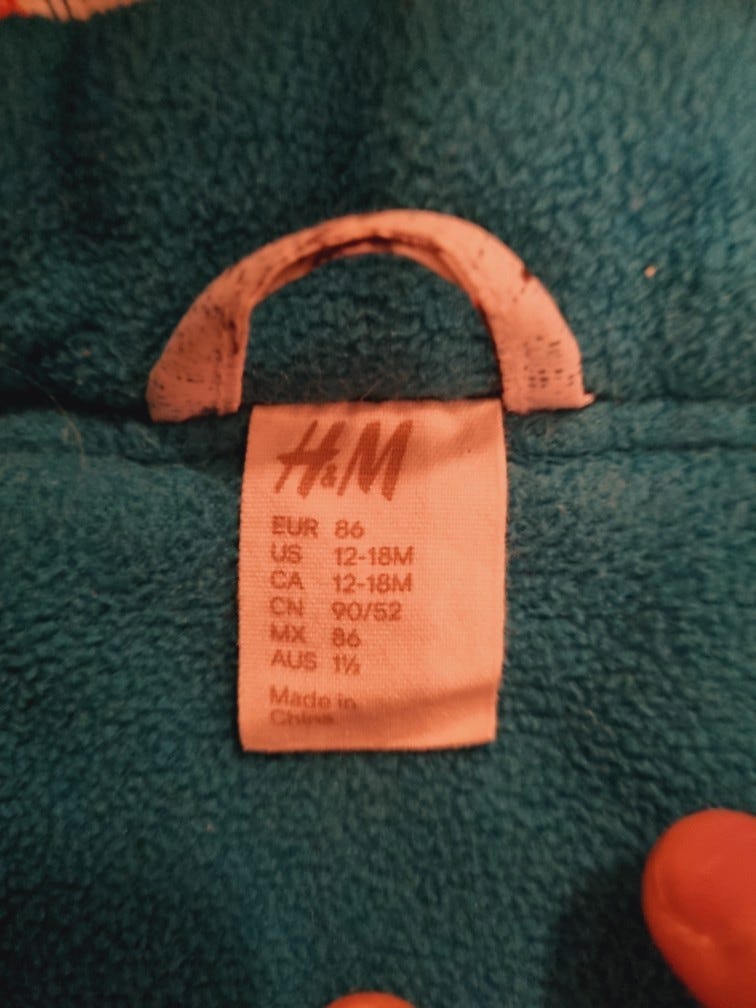 H&M
EUR 86
US 12-18M
CA 12-18M
CN 90/52
MX 86
AUS 1½
Made in
China